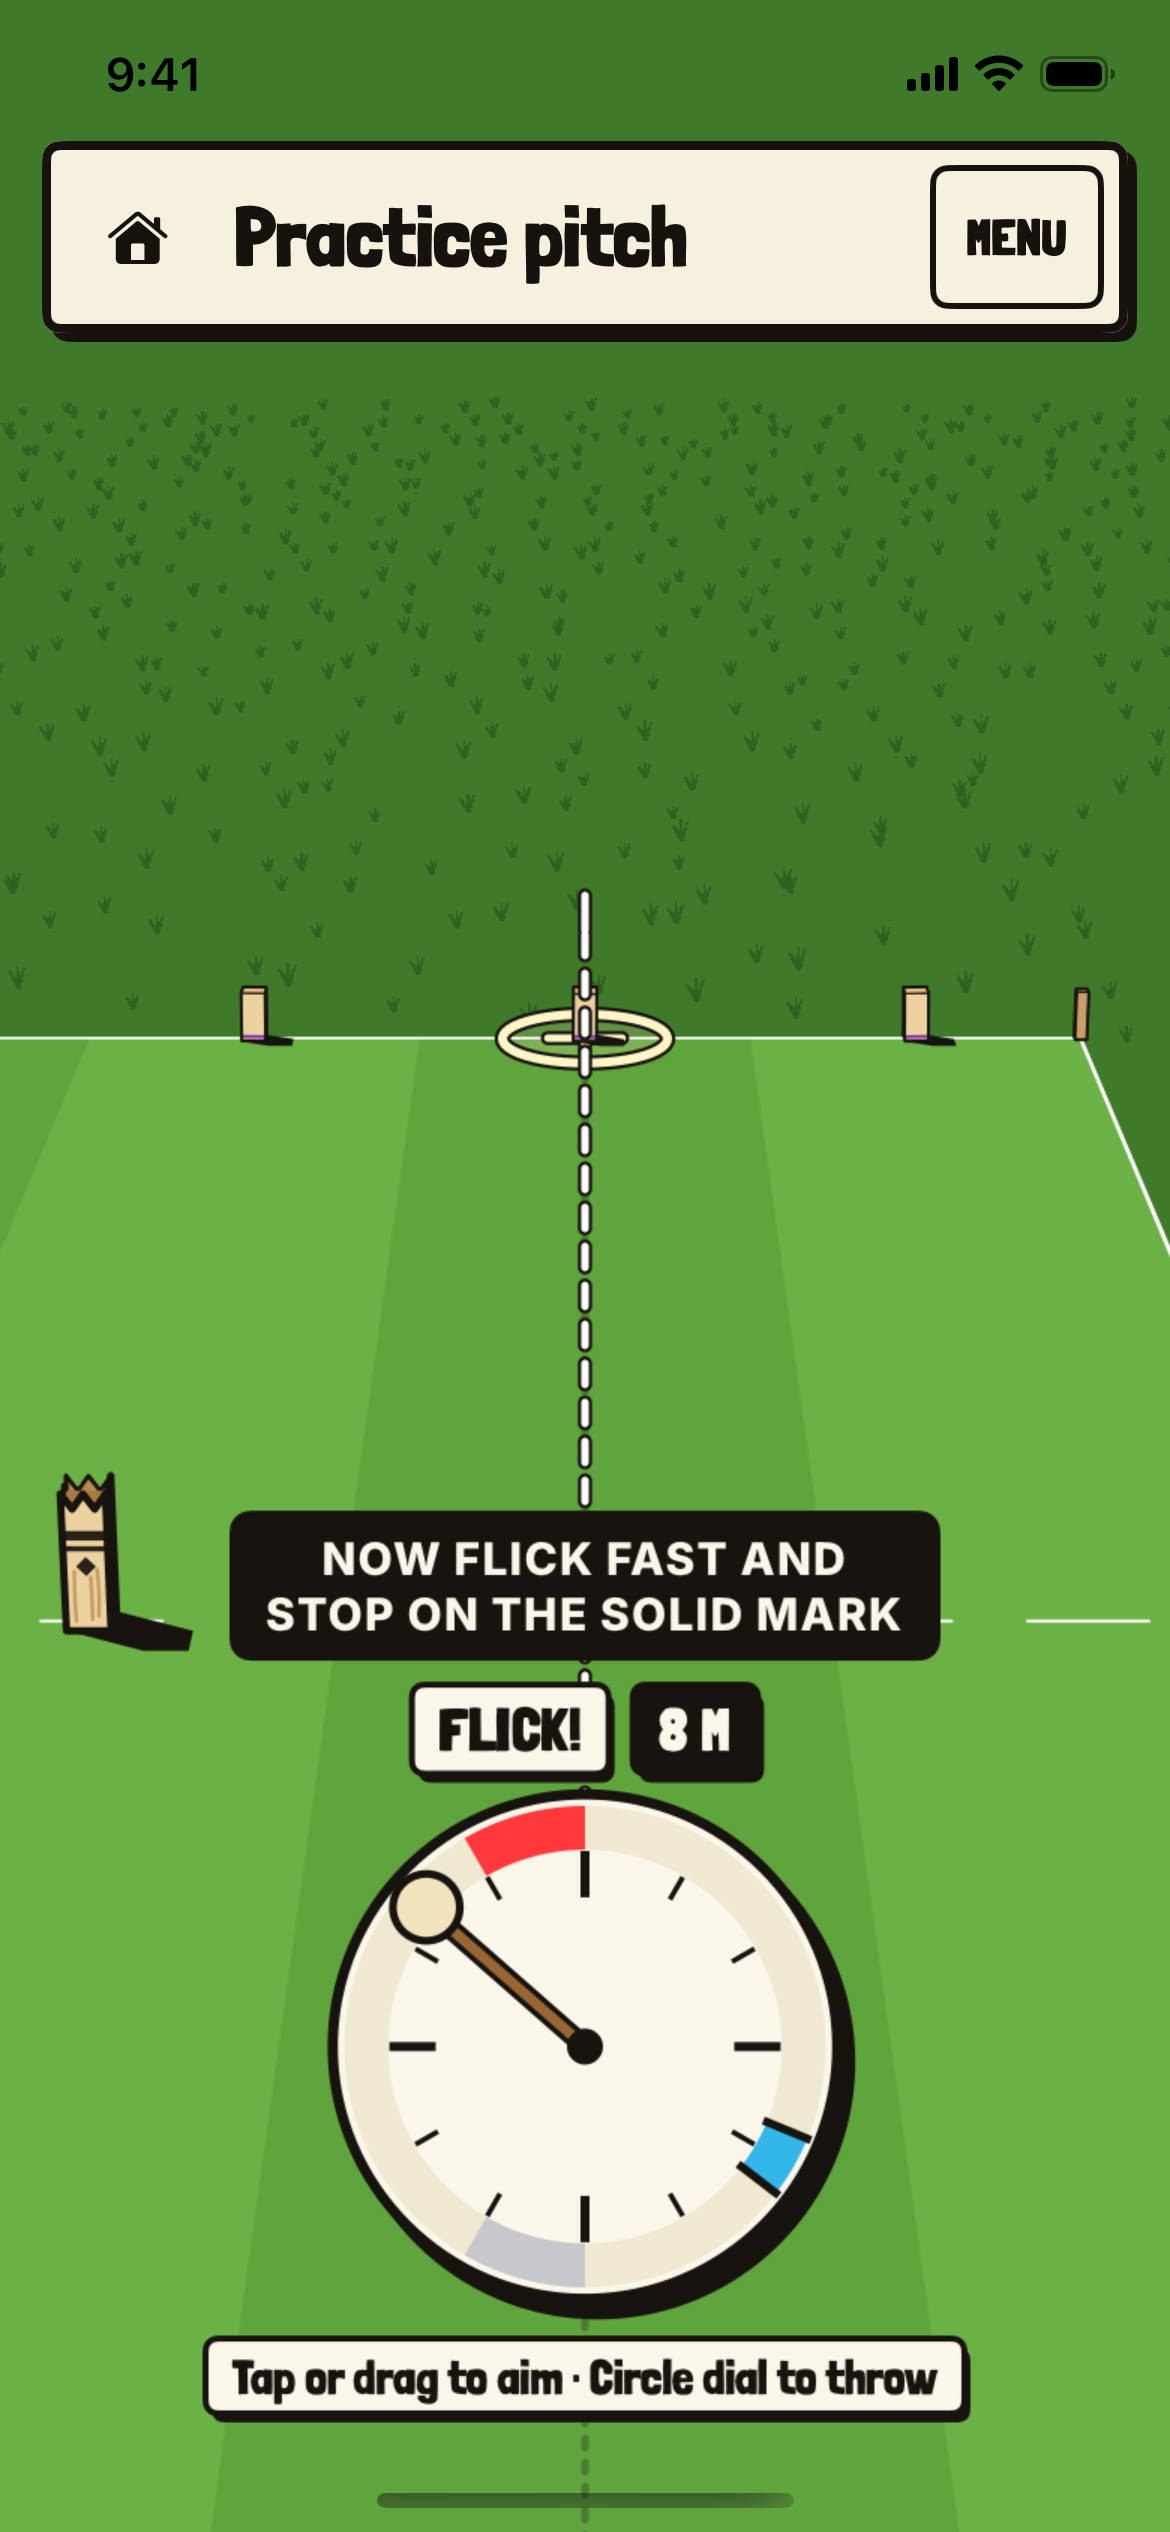 9:41
Practice pitch
MENU
NOW FLICK FAST AND
STOP ON THE SOLID MARK
FLICK!
8 M
Tap or drag to aim · Circle dial to throw